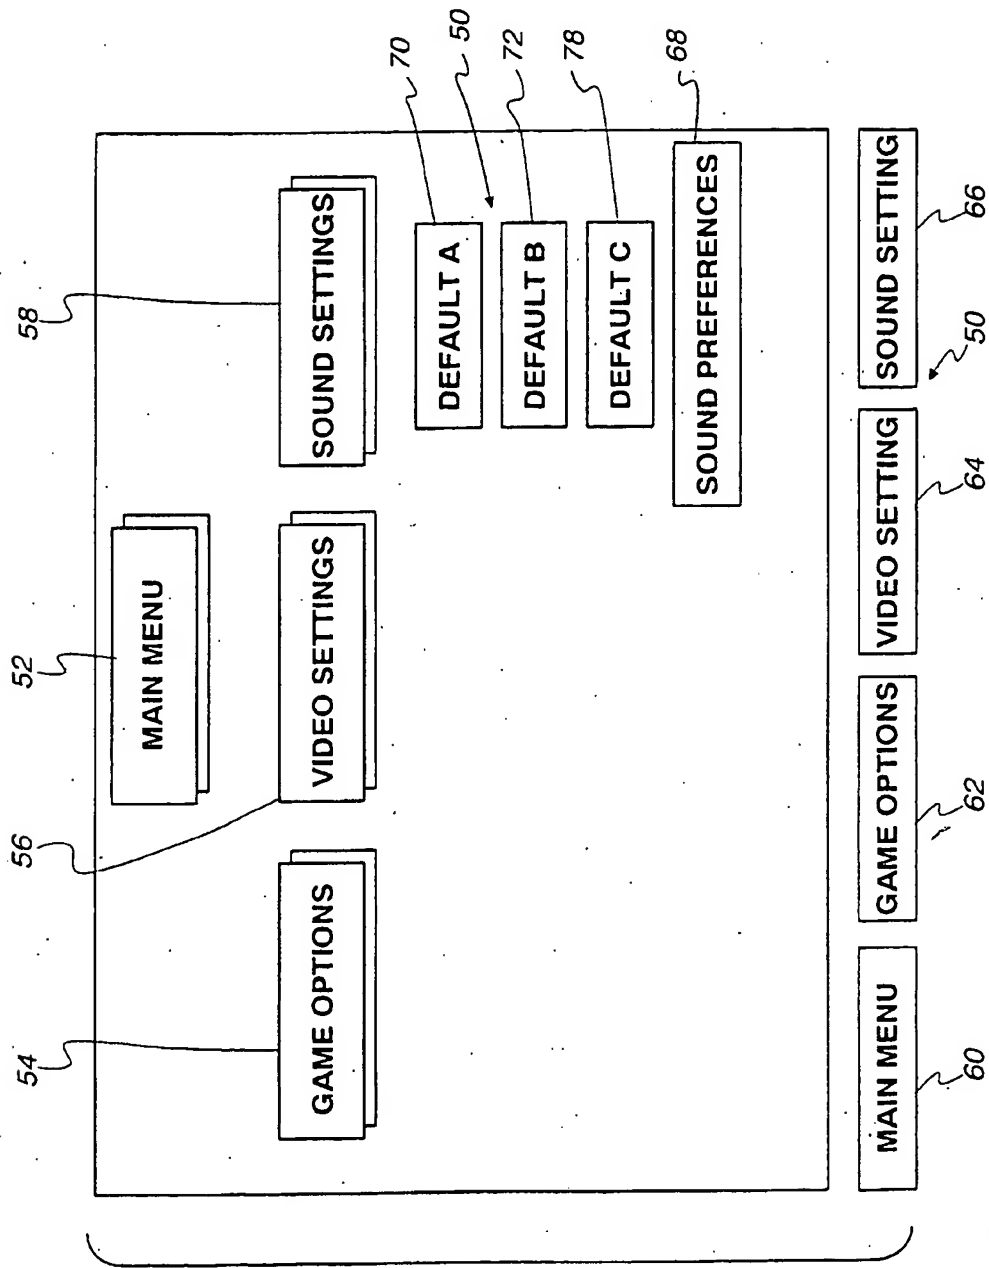 52
MAIN MENU
54
56
58
GAME OPTIONS
VIDEO SETTINGS
SOUND SETTINGS
70
DEFAULT A
50
DEFAULT B
72
DEFAULT C
78
SOUND PREFERENCES
68
MAIN MENU
GAME OPTIONS
VIDEO SETTING
SOUND SETTING
60
62
64
50
66